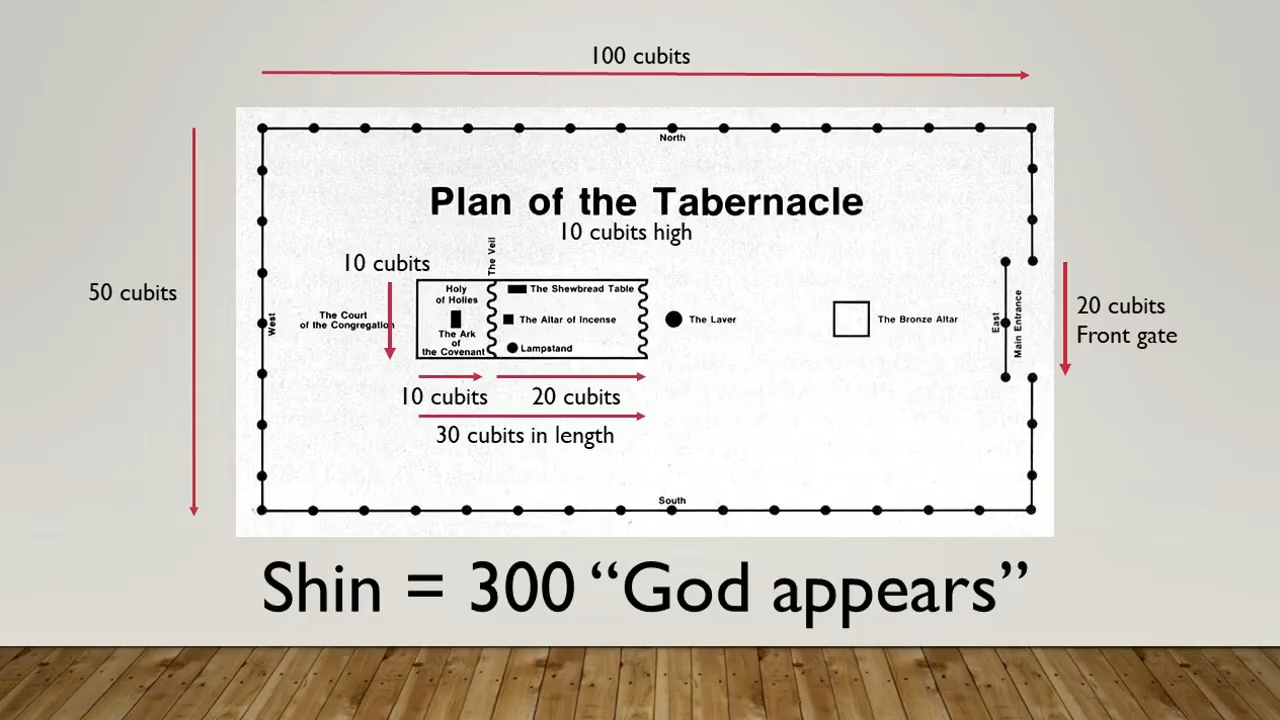 100 cubits
North
Plan of the Tabernacle
10 cubits high
The Veil
10 cubits
50 cubits
Holy
of Holies
The Shewbread Table
The Court
of the Congregation
West
The Altar of Incense
The Ark
of
the Covenant
Lampstand
The Laver
The Bronze Altar
East
Main Entrance
20 cubits
Front gate
10 cubits
20 cubits
30 cubits in length
South
Shin = 300 “God appears”